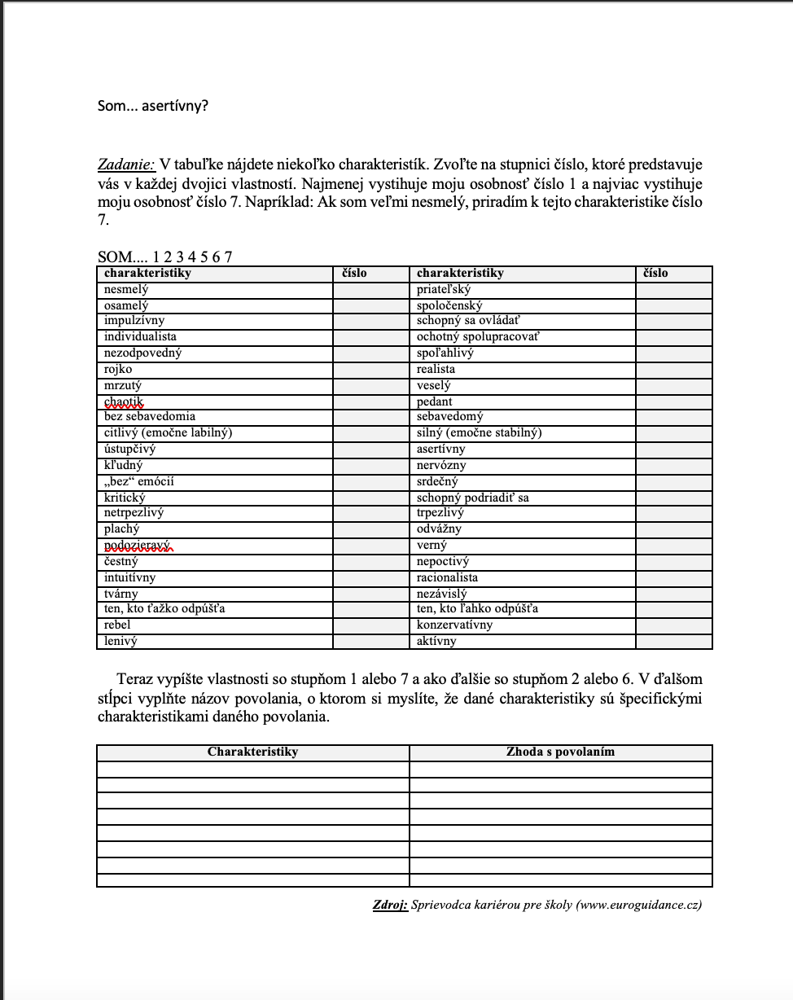 Som... asertívny?
Zadanie: V tabuľke nájdete niekoľko charakteristík. Zvoľte na stupnici číslo, ktoré predstavuje
vás v každej dvojici vlastností. Najmenej vystihuje moju osobnosť číslo 1 a najviac vystihuje
moju osobnosť číslo 7. Napríklad: Ak som veľmi nesmelý, priradím k tejto charakteristike číslo
7.
SOM.... 1 2 3 4 5 6 7
charakteristiky číslo charakteristiky číslo
nesmelý priateľský
osamelý spoločenský
impulzívny schopný sa ovládať
individualista ochotný spolupracovať
nezodpovedný spoľahlivý
rojko realista
mrzutý veselý
chaotik pedant
bez sebavedomia sebavedomý
citlivý (emočne labilný) silný (emočne stabilný)
ústupčivý asertívny
kľudný nervózny
„bez“ emócií srdečný
kritický schopný podriadiť sa
netrpezlivý trpezlivý
plachý odvážny
podozieravý verný
čestný nepoctivý
intuitívny racionalista
tvárny nezávislý
ten, kto ťažko odpúšťa ten, kto ľahko odpúšťa
rebel konzervatívny
lenivý aktívny
Teraz vypíšte vlastnosti so stupňom 1 alebo 7 a ako ďalšie so stupňom 2 alebo 6. V ďalšom
stĺpci vyplňte názov povolania, o ktorom si myslíte, že dané charakteristiky sú špecifickými
charakteristikami daného povolania.
Charakteristiky Zhoda s povolaním
Zdroj: Sprievodca kariérou pre školy (www.euroguidance.cz)